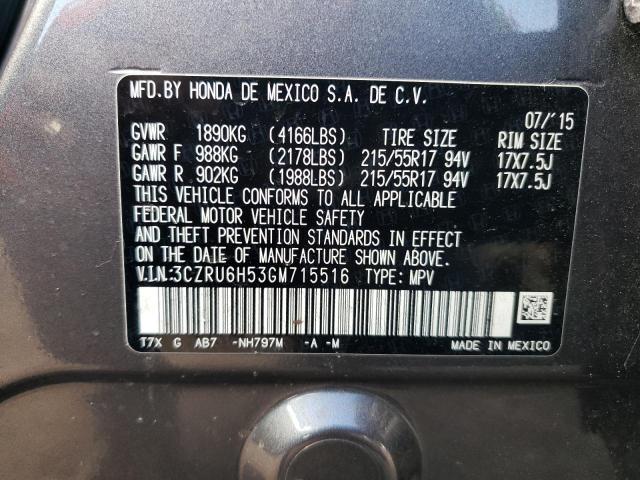 MFD.BY HONDA DE MEXICO S.A. DE C.V.
07/'15
GVWR 1890KG (4166LBS) TIRE SIZE RIM SIZE
GAWR F 988KG (2178LBS) 215/55R17 94V 17X7.5J
GAWR R 902KG (1988LBS) 215/55R17 94V 17X7.5J
THIS VEHICLE CONFORMS TO ALL APPLICABLE
FEDERAL MOTOR VEHICLE SAFETY
AND THEFT PREVENTION STANDARDS IN EFFECT
ON THE DATE OF MANUFACTURE SHOWN ABOVE.
V.I.N.:3CZRU6H53GM715516 TYPE: MPV
T7X G AB7 -NH797M -A -M MADE IN MEXICO